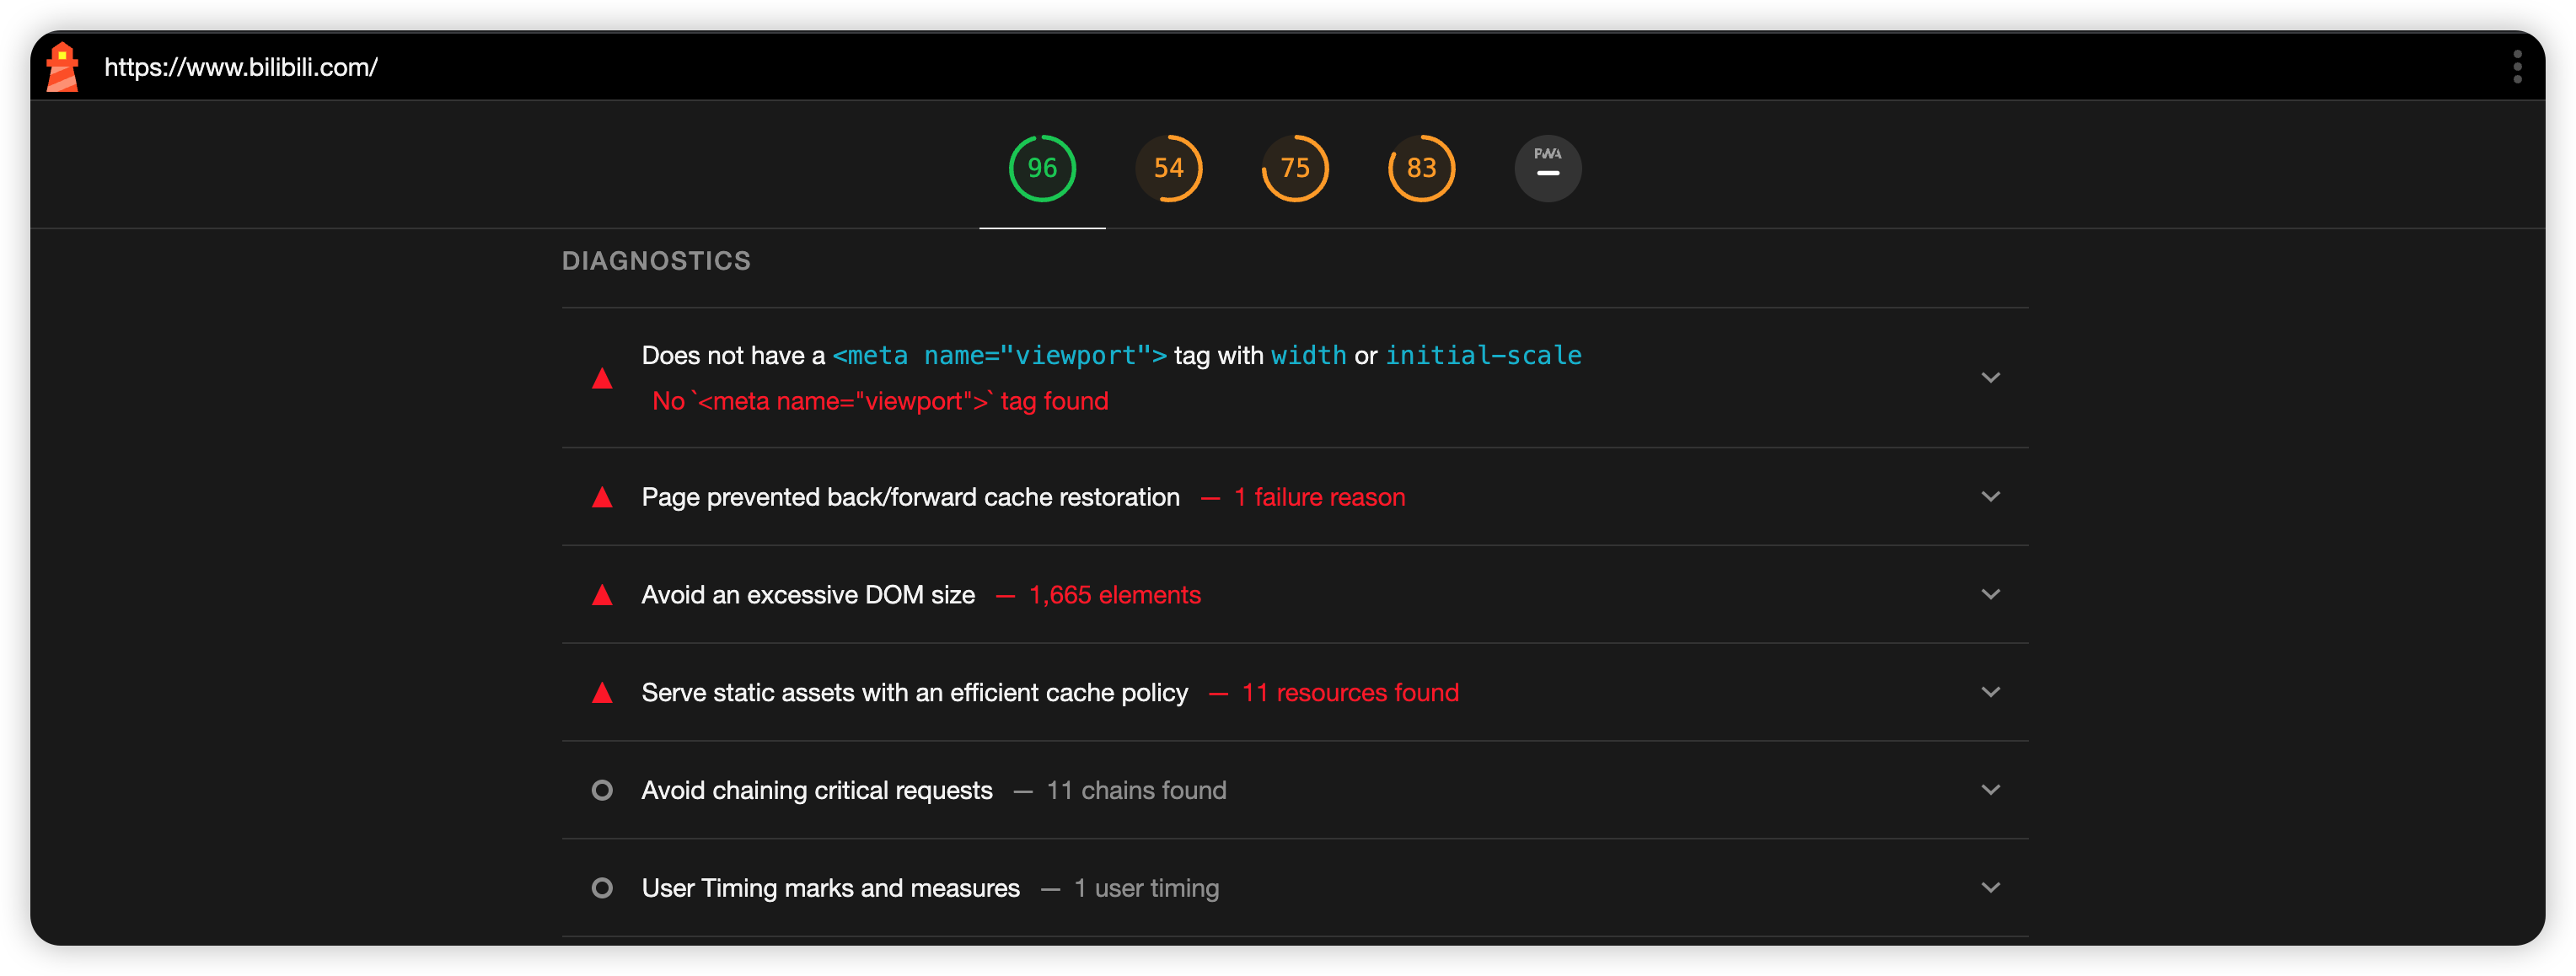 https://www.bilibili.com/
96 54 75 83 PWA
DIAGNOSTICS
Does not have a <meta name="viewport"> tag with width or initial-scale
No `<meta name="viewport">` tag found
Page prevented back/forward cache restoration — 1 failure reason
Avoid an excessive DOM size — 1,665 elements
Serve static assets with an efficient cache policy — 11 resources found
Avoid chaining critical requests — 11 chains found
User Timing marks and measures — 1 user timing